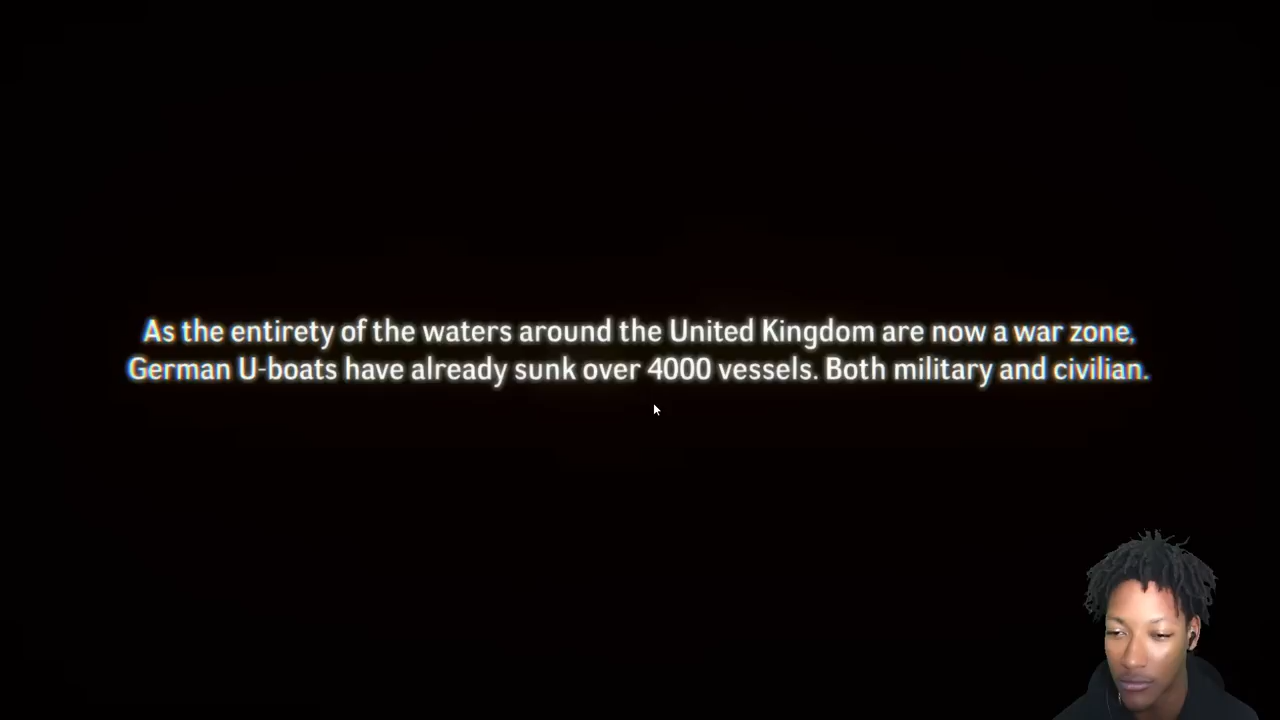 As the entirety of the waters around the United Kingdom are now a war zone,
German U-boats have already sunk over 4000 vessels. Both military and civilian.